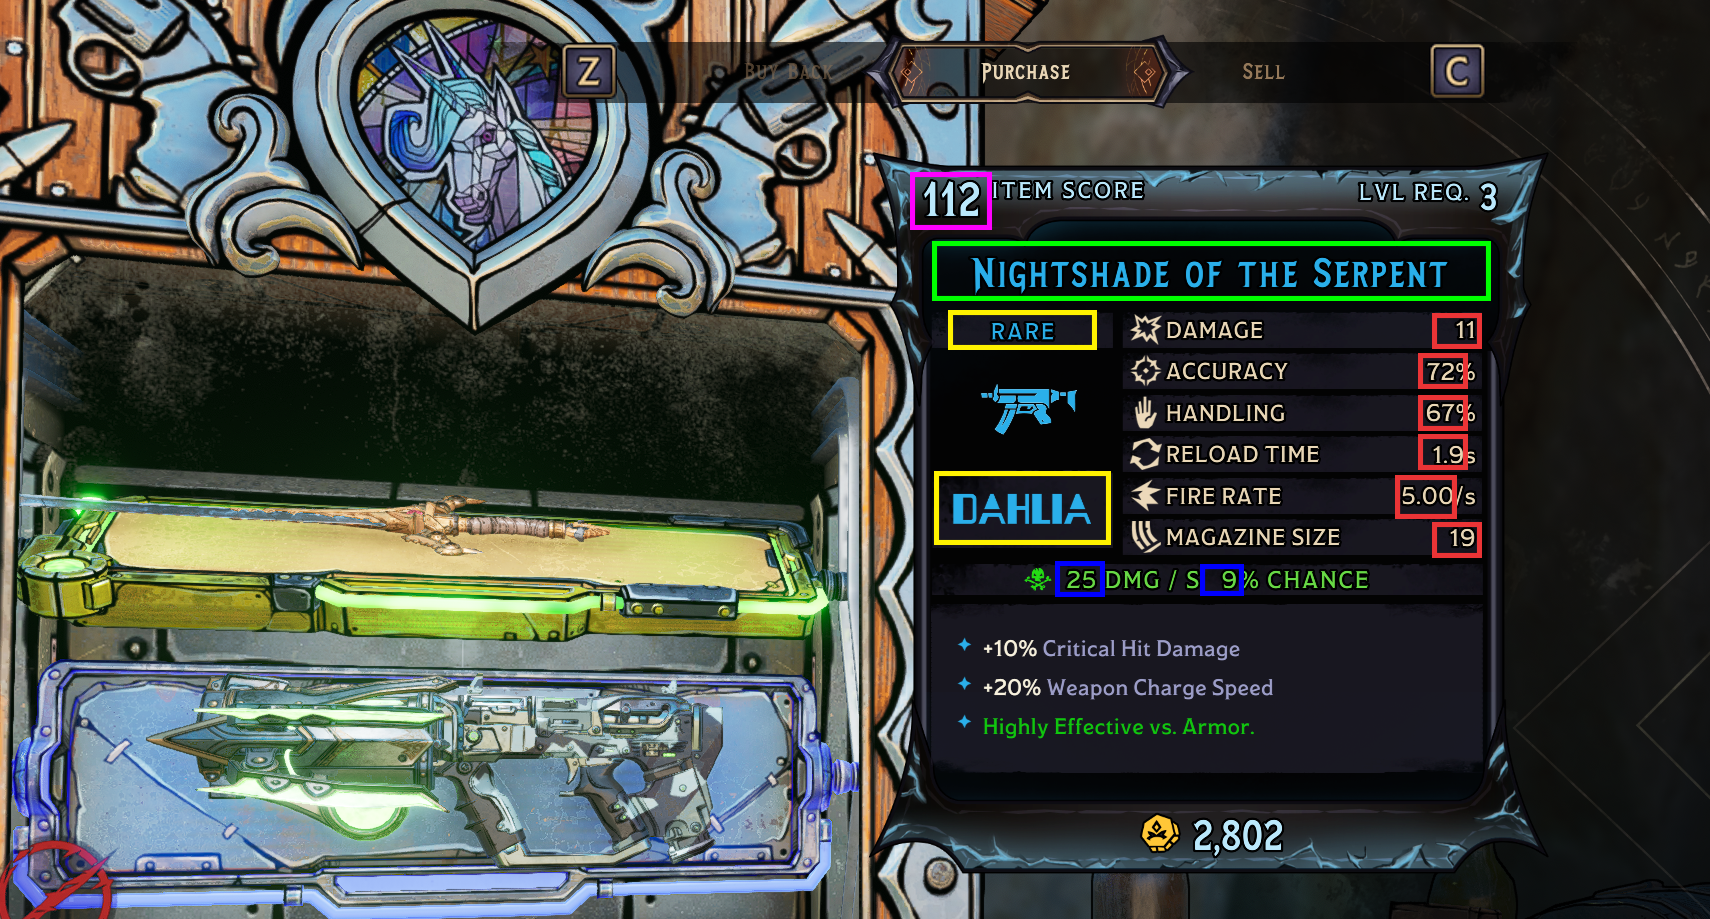 Z
BUY BACK
PURCHASE
SELL
C
112 ITEM SCORE
LVL REQ. 3
NIGHTSHADE OF THE SERPENT
RARE
DAHLIA
DAMAGE 11
ACCURACY 72%
HANDLING 67%
RELOAD TIME 1.9s
FIRE RATE 5.00/s
MAGAZINE SIZE 19
25 DMG / S 9% CHANCE
+10% Critical Hit Damage
+20% Weapon Charge Speed
Highly Effective vs. Armor.
2,802